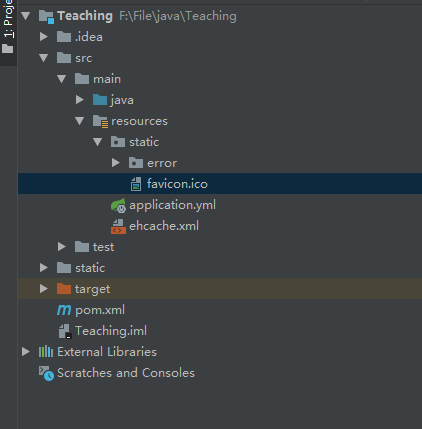 1: Proje
Teaching F:\File\java\Teaching
.idea
src
main
java
resources
static
error
favicon.ico
application.yml
ehcache.xml
test
static
target
pom.xml
Teaching.iml
External Libraries
Scratches and Consoles